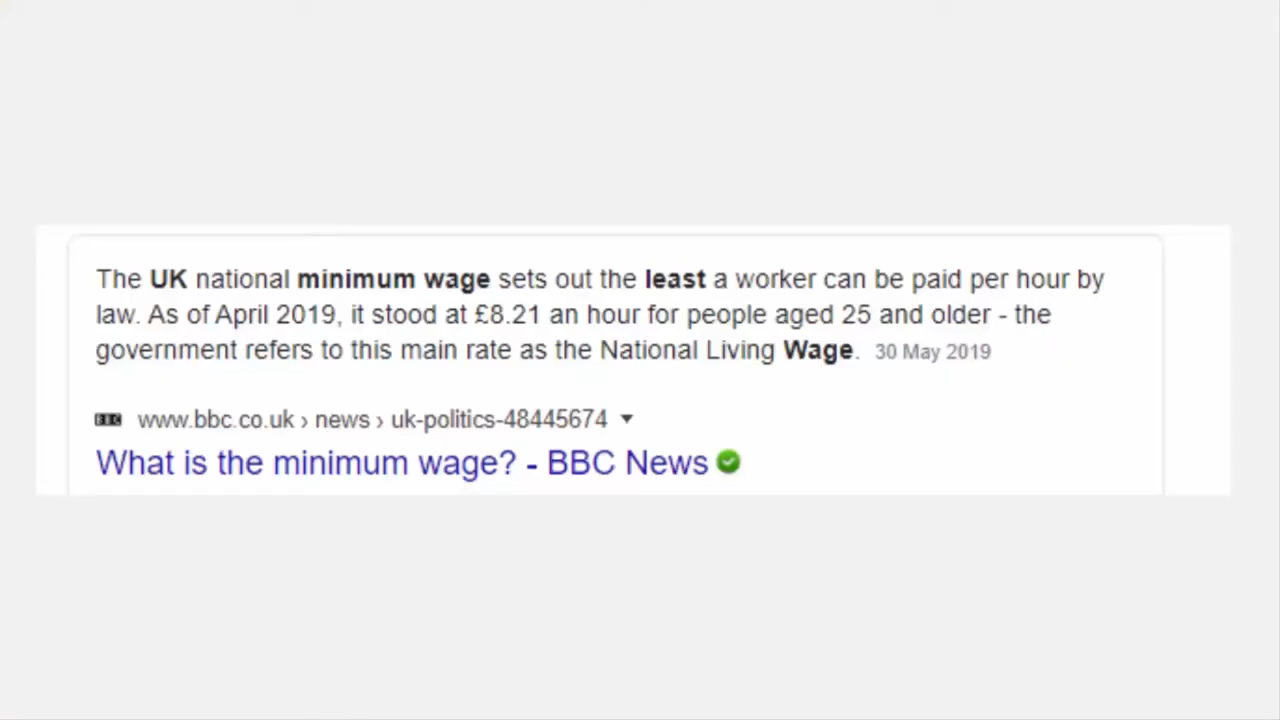 The UK national minimum wage sets out the least a worker can be paid per hour by
law. As of April 2019, it stood at £8.21 an hour for people aged 25 and older - the
government refers to this main rate as the National Living Wage. 30 May 2019
BBC www.bbc.co.uk › news › uk-politics-48445674
What is the minimum wage? - BBC News